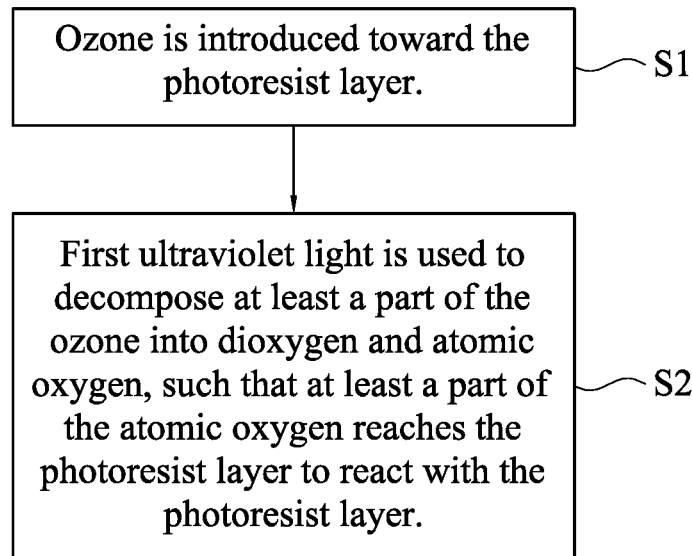 Ozone is introduced toward the
photoresist layer.
S1
First ultraviolet light is used to
decompose at least a part of the
ozone into dioxygen and atomic
oxygen, such that at least a part of
the atomic oxygen reaches the
photoresist layer to react with the
photoresist layer.
S2